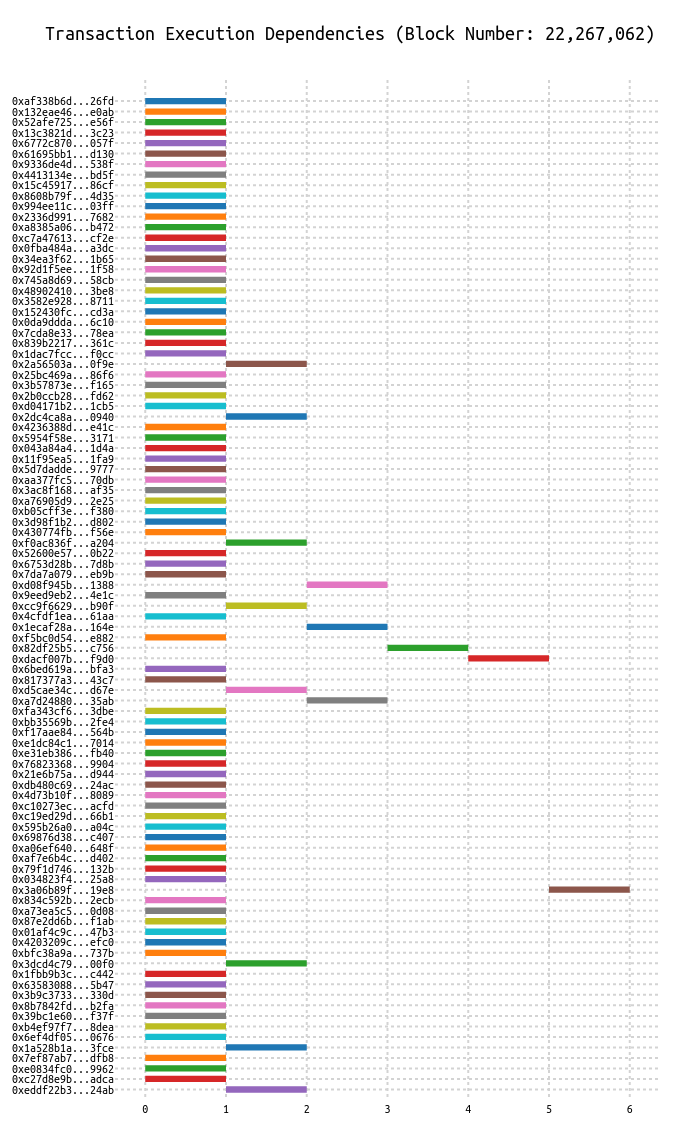 Transaction Execution Dependencies (Block Number: 22,267,062)
0xaf338b6d...26fd
0x132eae46...e0ab
0x52afe725...e56f
0x13c3821d...3c23
0x6772c870...057f
0x61695bb1...d130
0x9336de4d...538f
0x4413134e...bd5f
0x15c45917...86cf
0x8608b79f...4d35
0x994ee11c...03ff
0x2336d991...7682
0xa8385a06...b472
0xc7a47613...cf2e
0x0fba484a...a3dc
0x34ea3f62...1b65
0x92d1f5ee...1f58
0x745a8d69...58cb
0x48902410...3be8
0x3582e928...8711
0x152430fc...cd3a
0x0da9ddda...6c10
0x7cda8e33...78ea
0x839b2217...361c
0x1dac7fcc...f0cc
0x2a56503a...0f9e
0x25bc469a...86f6
0x3b57873e...f165
0x2b0ccb28...fd62
0xd04171b2...1cb5
0x2dc4ca8a...0940
0x4236388d...e41c
0x5954f58e...3171
0x043a84a4...1d4a
0x11f95ea5...1fa9
0x5d7dadde...9777
0xaa377fc5...70db
0x3ac8f168...af35
0xa76905d9...2e25
0xb05cff3e...f380
0x3d98f1b2...d802
0x430774fb...f56e
0xf0ac836f...a204
0x52600e57...0b22
0x6753d28b...7d8b
0x7da7a079...eb9b
0xd08f945b...1388
0x9eed9eb2...4e1c
0xcc9f6629...b90f
0x4cfdf1ea...61aa
0x1ecaf28a...164e
0xf5bc0d54...e882
0x82df25b5...c756
0xdacf007b...f9d0
0x6bed619a...bfa3
0x817377a3...43c7
0xd5cae34c...d67e
0xa7d24880...35ab
0xfa343cf6...3dbe
0xbb35569b...2fe4
0xf17aae84...564b
0xe1dc84c1...7014
0xe31eb386...fb40
0x76823368...9904
0x21e6b75a...d944
0xdb480c69...24ac
0x4d73b10f...8089
0xc10273ec...acfd
0xc19ed29d...66b1
0x595b26a0...a04c
0x69876d38...c407
0xa06ef640...648f
0xaf7e6b4c...d402
0x79f1d746...132b
0x034823f4...25a8
0x3a06b89f...19e8
0x834c592b...2ecb
0xa73ea5c5...0d08
0x87e2dd6b...f1ab
0x01af4c9c...47b3
0x4203209c...efc0
0xbfc38a9a...737b
0x3dcd4c79...00f0
0x1fbb9b3c...c442
0x63583088...5b47
0x3b9c3733...330d
0x8b7842fd...b2fa
0x39bc1e60...f37f
0xb4ef97f7...8dea
0x6ef4df05...0676
0x1a528b1a...3fce
0x7ef87ab7...dfb8
0xe0834fc0...9962
0xc27d8e9b...adca
0xeddf22b3...24ab
0 1 2 3 4 5 6